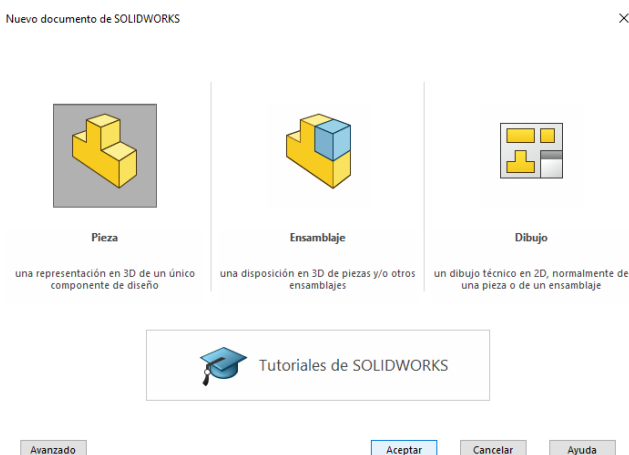 Nuevo documento de SOLIDWORKS
Pieza
una representación en 3D de un único
componente de diseño
Ensamblaje
una disposición en 3D de piezas y/o otros
ensamblajes
Dibujo
un dibujo técnico en 2D, normalmente de
una pieza o de un ensamblaje
Tutoriales de SOLIDWORKS
Avanzado
Aceptar
Cancelar
Ayuda